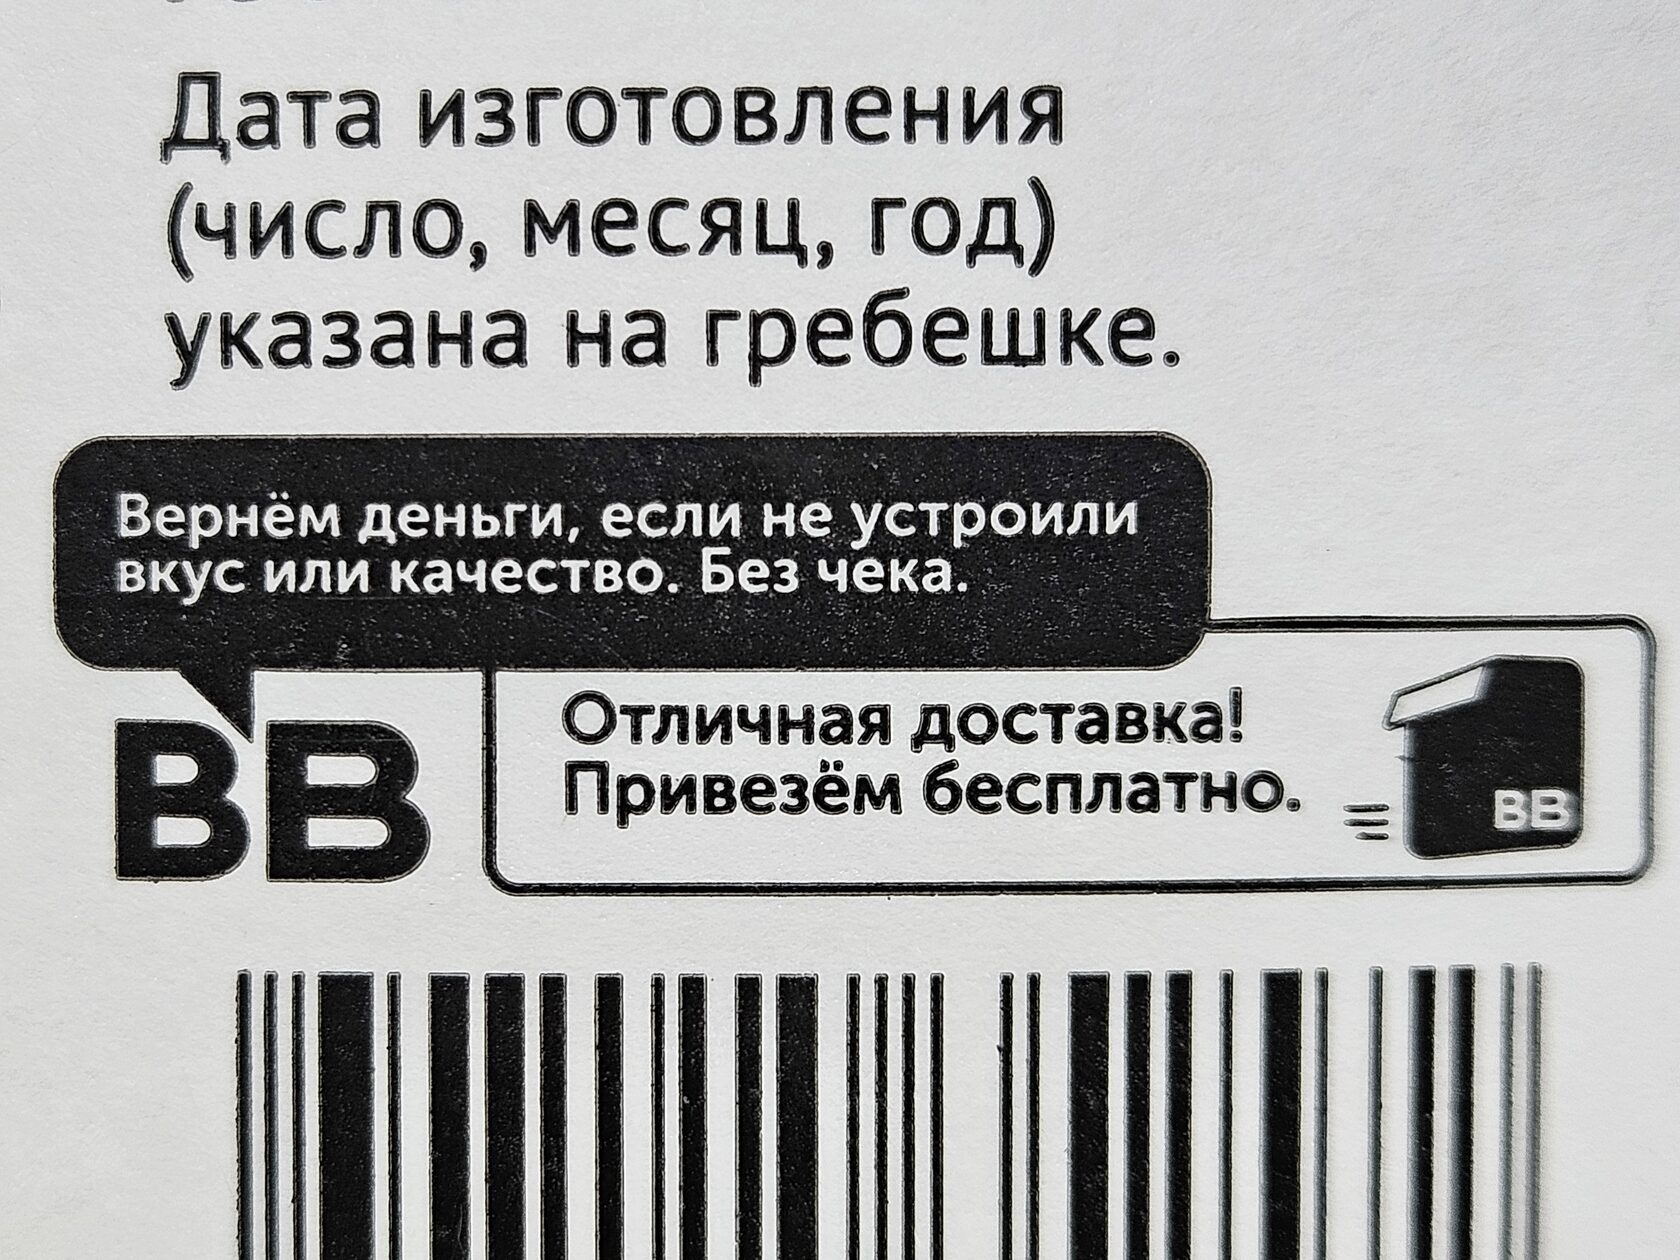 Дата изготовления
(число, месяц, год)
указана на гребешке.
Вернём деньги, если не устроили
вкус или качество. Без чека.
ВВ
Отличная доставка!
Привезём бесплатно.
ВВ